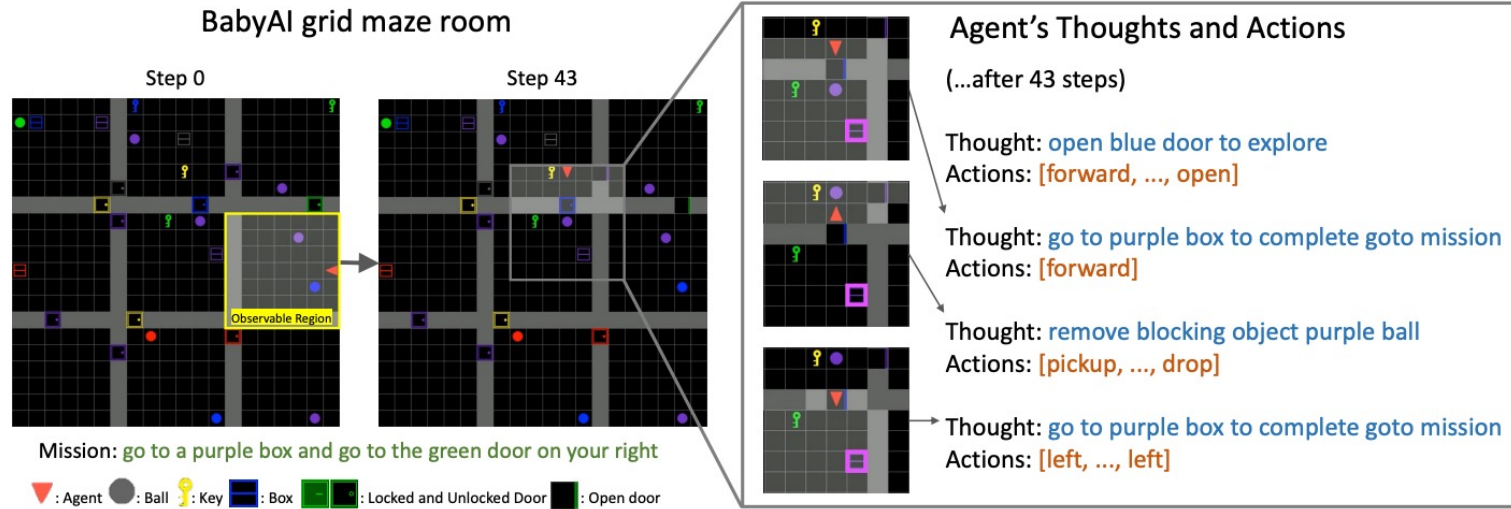 BabyAI grid maze room
Step 0
Step 43
Observable Region
Mission: go to a purple box and go to the green door on your right
: Agent : Ball : Key : Box : Locked and Unlocked Door : Open door
Agent's Thoughts and Actions
(...after 43 steps)
Thought: open blue door to explore
Actions: [forward, ..., open]
Thought: go to purple box to complete goto mission
Actions: [forward]
Thought: remove blocking object purple ball
Actions: [pickup, ..., drop]
Thought: go to purple box to complete goto mission
Actions: [left, ..., left]